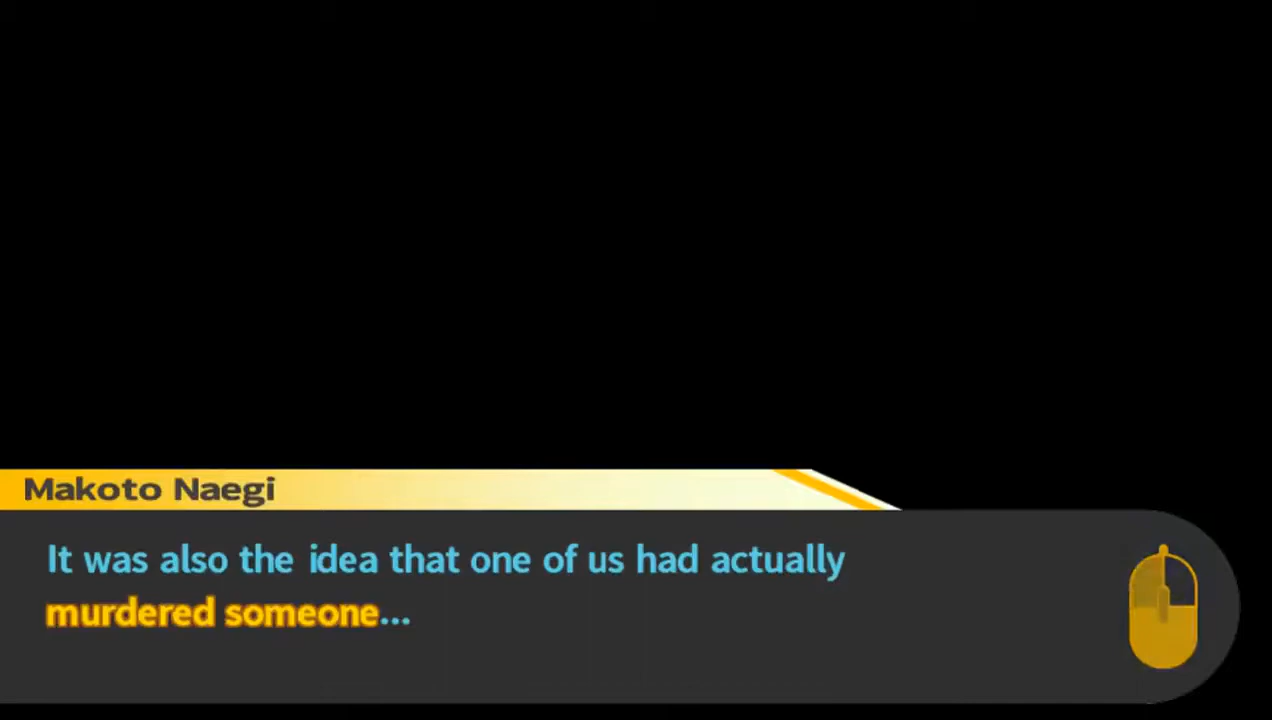 Makoto Naegi
It was also the idea that one of us had actually
murdered someone...